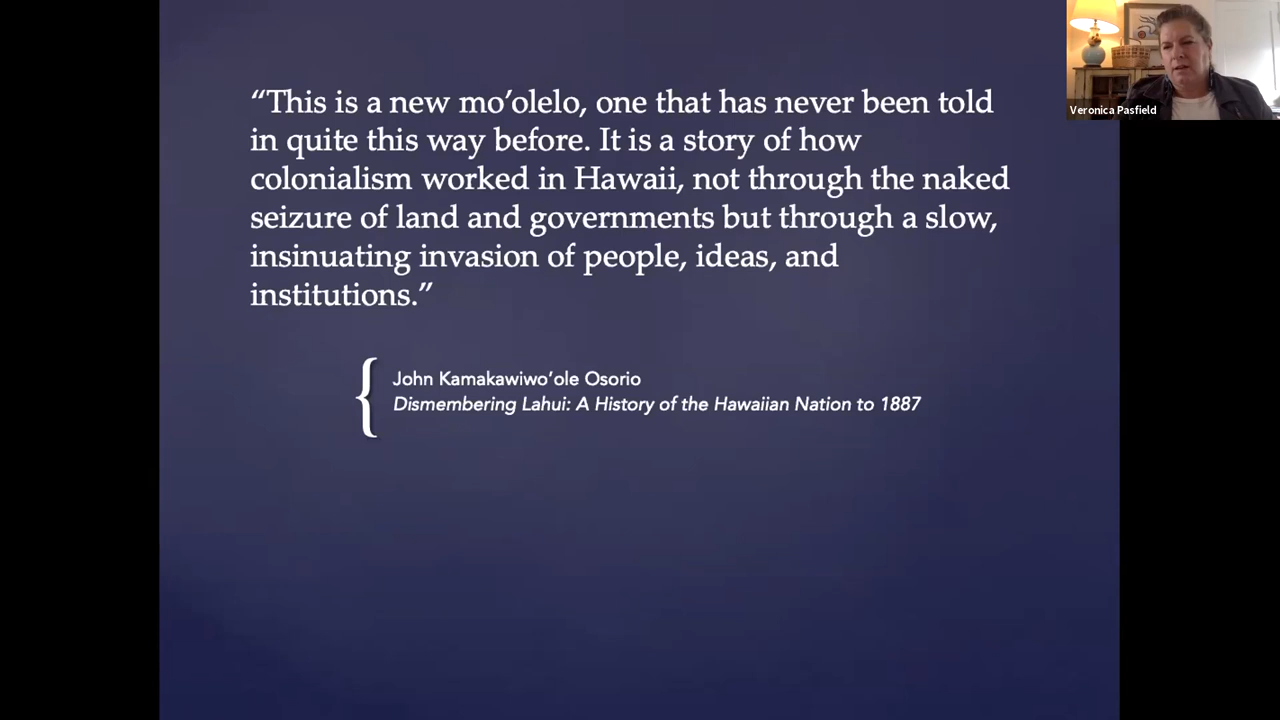 “This is a new mo’olelo, one that has never been told
in quite this way before. It is a story of how
colonialism worked in Hawaii, not through the naked
seizure of land and governments but through a slow,
insinuating invasion of people, ideas, and
institutions.”
John Kamakawiwo’ole Osorio
Dismembering Lahui: A History of the Hawaiian Nation to 1887
Veronica Pasfield